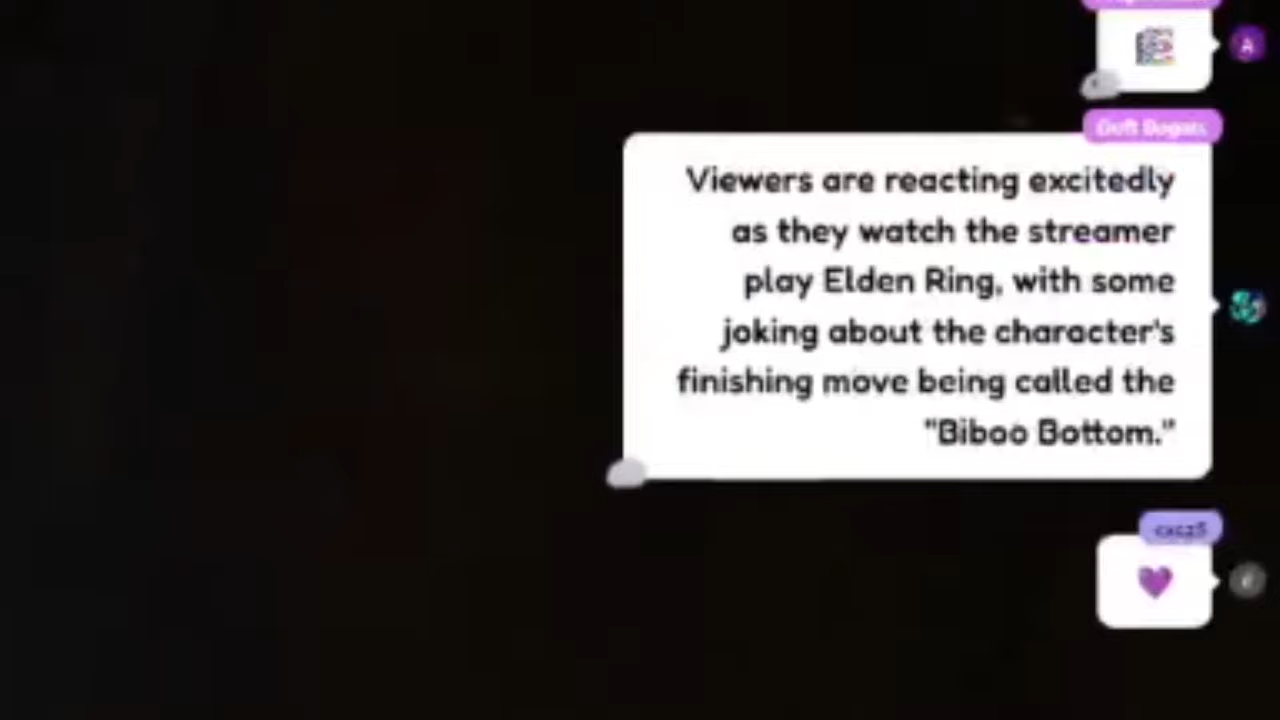 A
Viewers are reacting excitedly
as they watch the streamer
play Elden Ring, with some
joking about the character's
finishing move being called the
"Biboo Bottom."